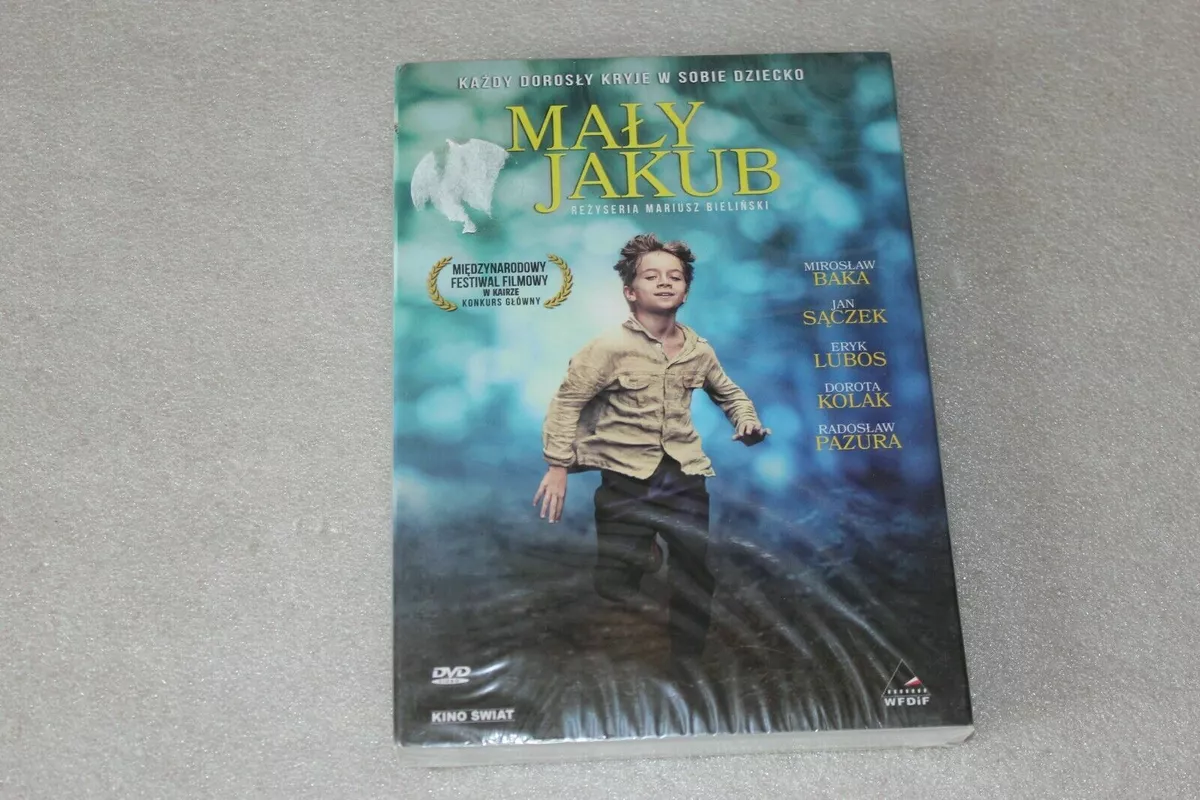 KAŻDY DOROSŁY KRYJE W SOBIE DZIECKO
MAŁY
JAKUB
REŻYSERIA MARIUSZ BIELIŃSKI
MIĘDZYNARODOWY
FESTIWAL FILMOWY
W KAIRZE
KONKURS GŁÓWNY
MIROSŁAW
BAKA
JAN
SĄCZEK
ERYK
LUBOS
DOROTA
KOLAK
RADOSŁAW
PAZURA
DVD
VIDEO
KINO ŚWIAT
WFDiF